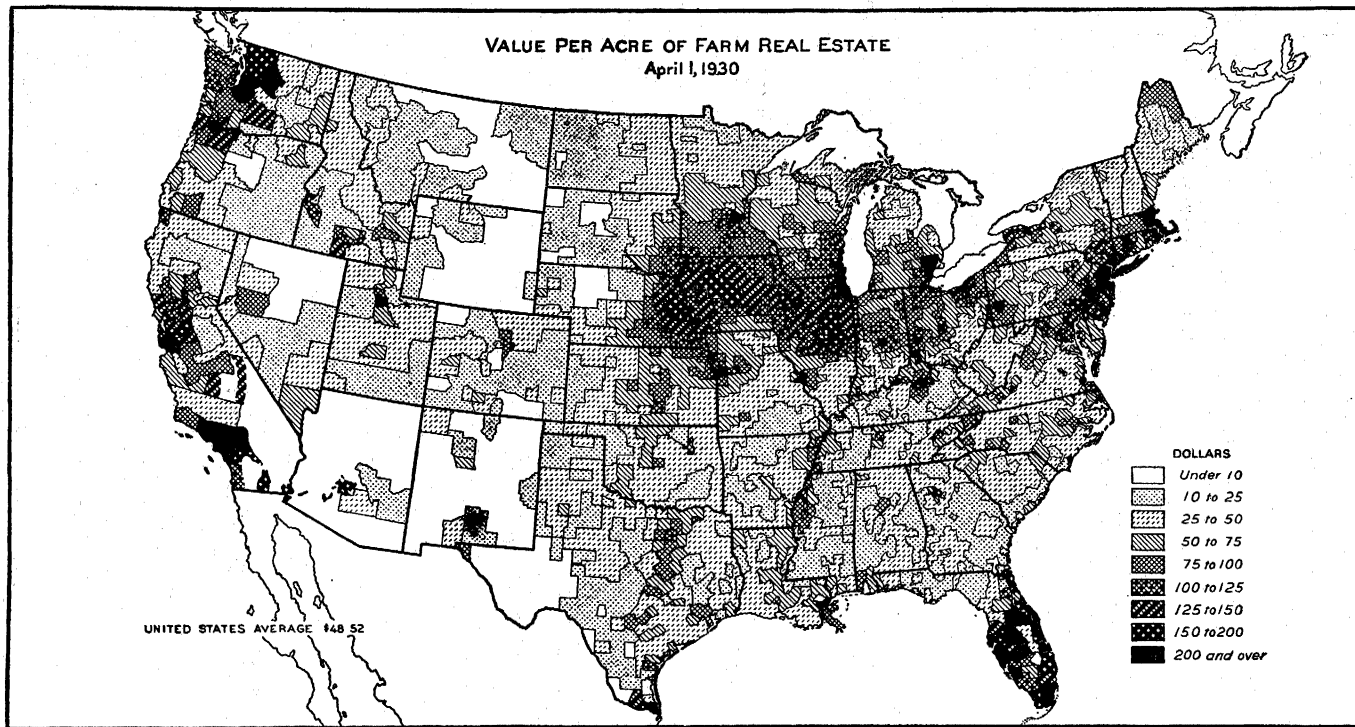 VALUE PER ACRE OF FARM REAL ESTATE
April 1, 1930
UNITED STATES AVERAGE $48 52
DOLLARS
Under 10
10 to 25
25 to 50
50 to 75
75 to 100
100 to 125
125 to 150
150 to 200
200 and over